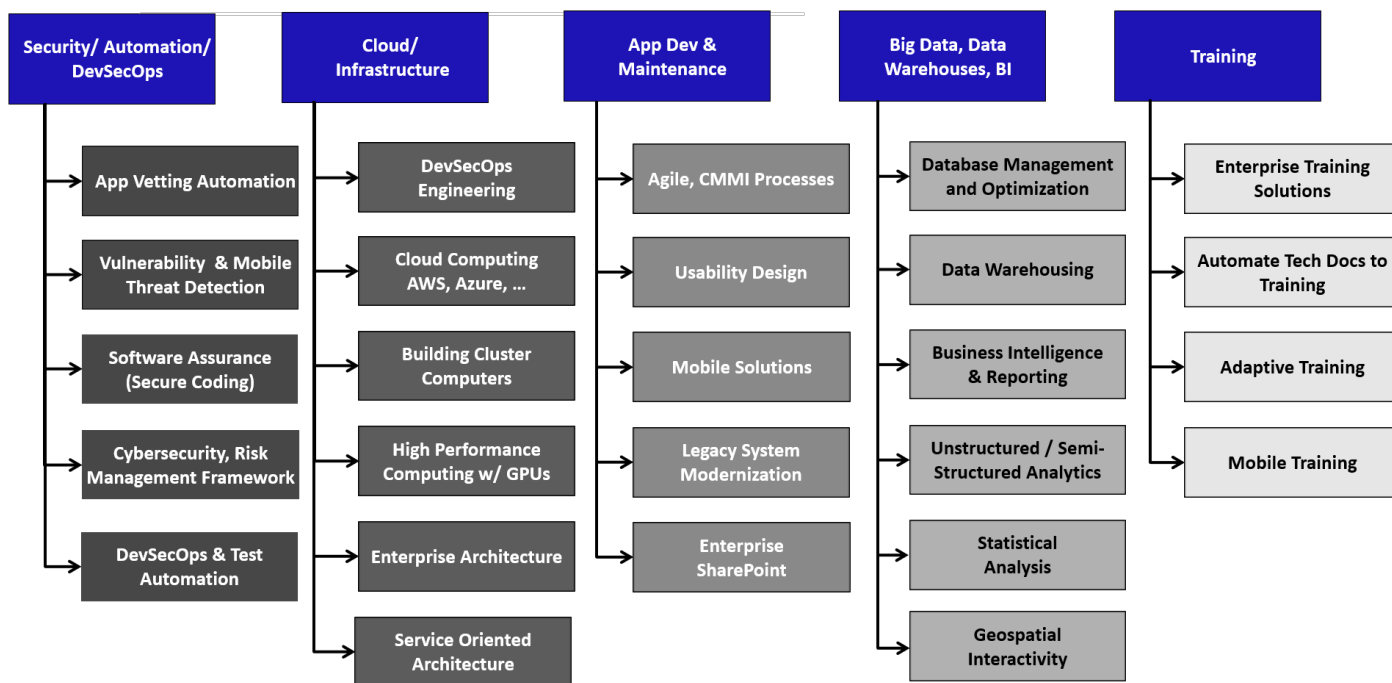 Security/ Automation/
DevSecOps
App Vetting Automation
Vulnerability & Mobile
Threat Detection
Software Assurance
(Secure Coding)
Cybersecurity, Risk
Management Framework
DevSecOps & Test
Automation
Cloud/
Infrastructure
DevSecOps
Engineering
Cloud Computing
AWS, Azure, ...
Building Cluster
Computers
High Performance
Computing w/ GPUs
Enterprise Architecture
Service Oriented
Architecture
App Dev &
Maintenance
Agile, CMMI Processes
Usability Design
Mobile Solutions
Legacy System
Modernization
Enterprise
SharePoint
Big Data, Data
Warehouses, BI
Database Management
and Optimization
Data Warehousing
Business Intelligence
& Reporting
Unstructured / Semi-
Structured Analytics
Statistical
Analysis
Geospatial
Interactivity
Training
Enterprise Training
Solutions
Automate Tech Docs to
Training
Adaptive Training
Mobile Training